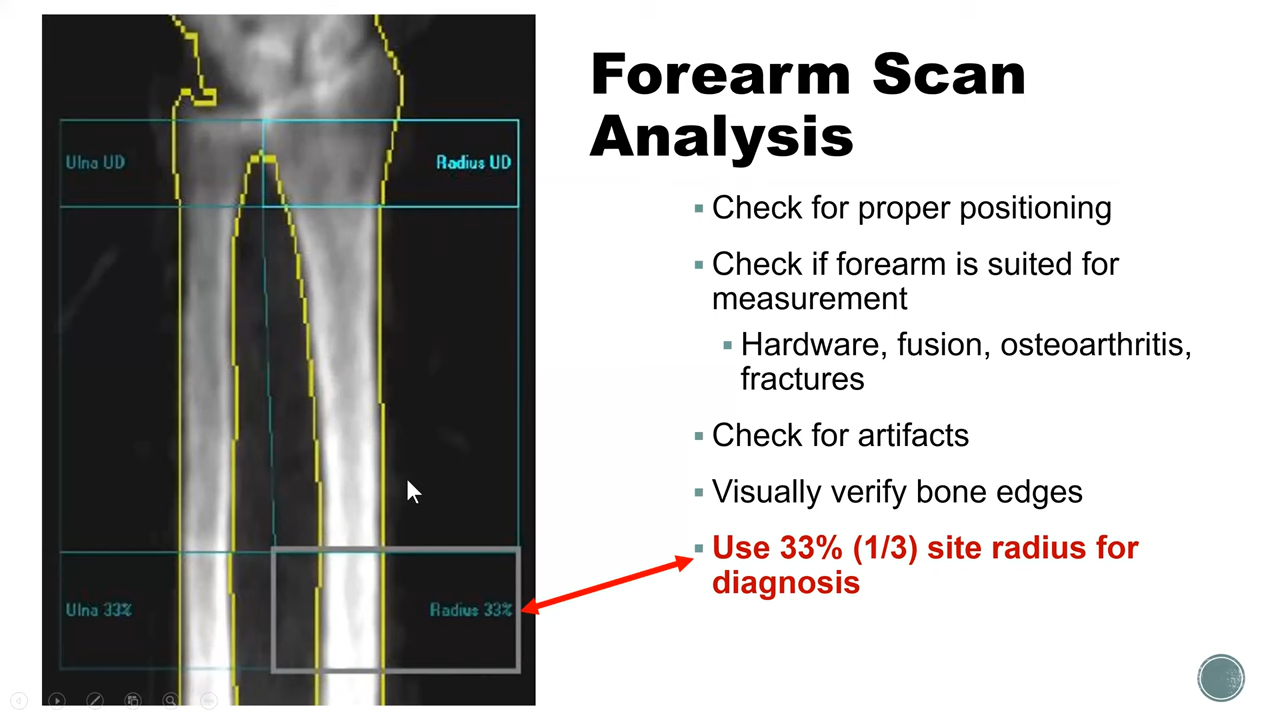 Forearm Scan
Analysis
Ulna UD
Radius UD
Ulna 33%
Radius 33%
▪ Check for proper positioning
▪ Check if forearm is suited for
measurement
▪ Hardware, fusion, osteoarthritis,
fractures
▪ Check for artifacts
▪ Visually verify bone edges
▪ Use 33% (1/3) site radius for
diagnosis